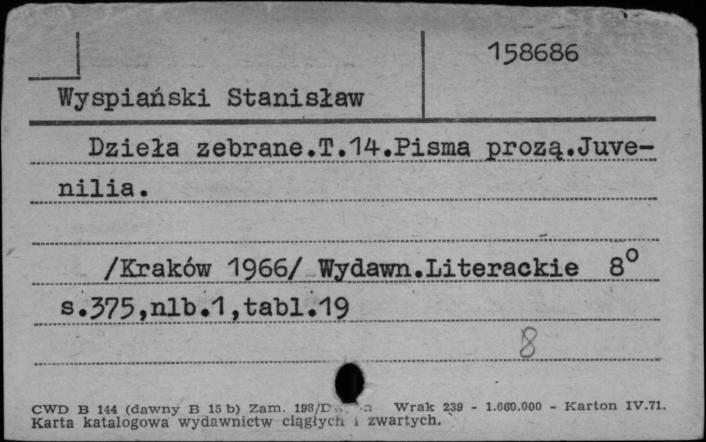 158686
Wyspiański Stanisław
Dzieła zebrane.T.14.Pisma prozą.Juve-
nilia.
/Kraków 1966/ Wydawn.Literackie 8°
s.375,nlb.1,tabl.19
8
CWD B 144 (dawny B 15 b) Zam. 198/D Wrak 239 - 1.660.000 - Karton IV.71.
Karta katalogowa wydawnictw ciągłych i zwartych.